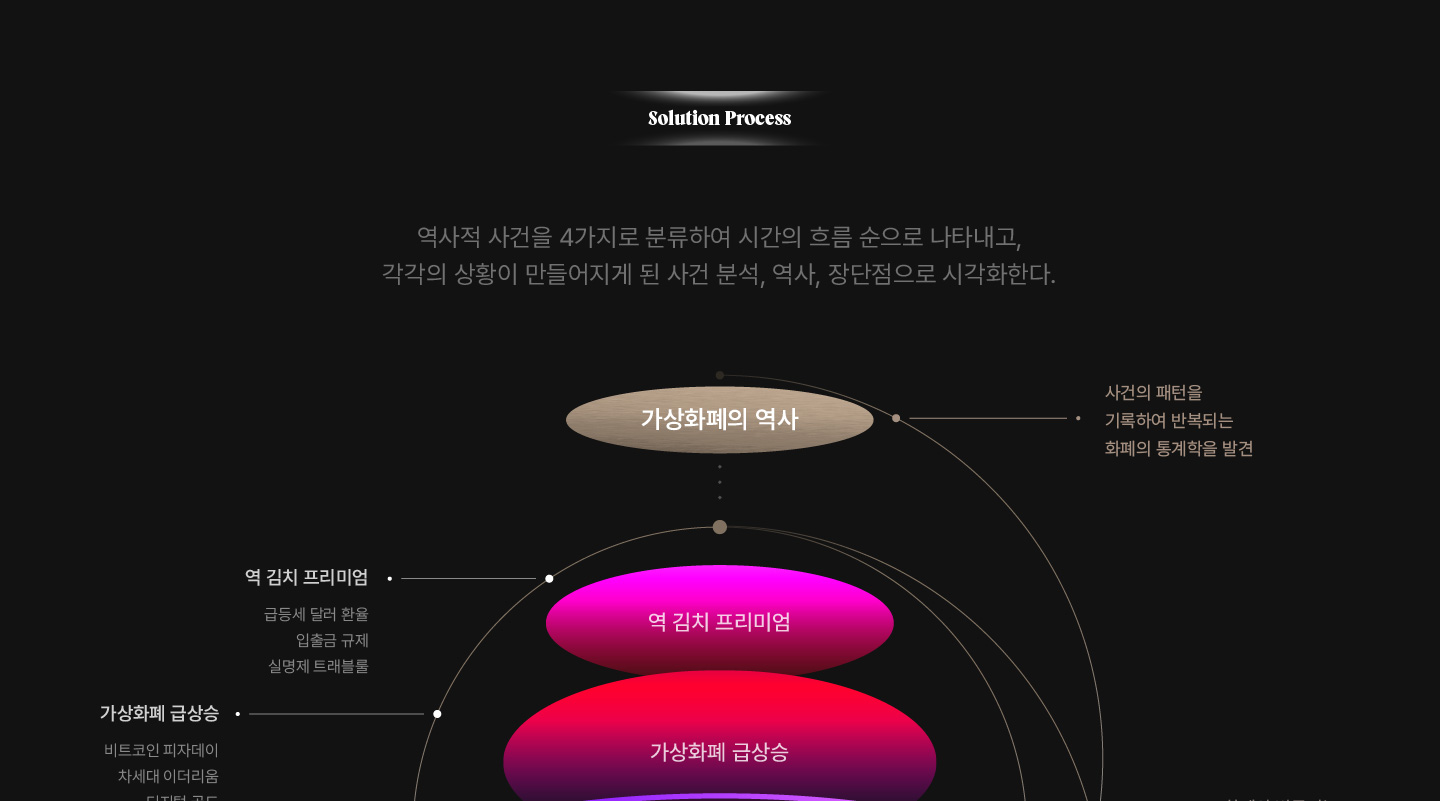 Solution Process
역사적 사건을 4가지로 분류하여 시간의 흐름 순으로 나타내고,
각각의 상황이 만들어지게 된 사건 분석, 역사, 장단점으로 시각화한다.
가상화폐의 역사
사건의 패턴을
기록하여 반복되는
화폐의 통계학을 발견
역 김치 프리미엄
급등세 달러 환율
입출금 규제
실명제 트래블룰
역 김치 프리미엄
가상화폐 급상승
비트코인 피자데이
차세대 이더리움
디지털 골드
가상화폐 급상승